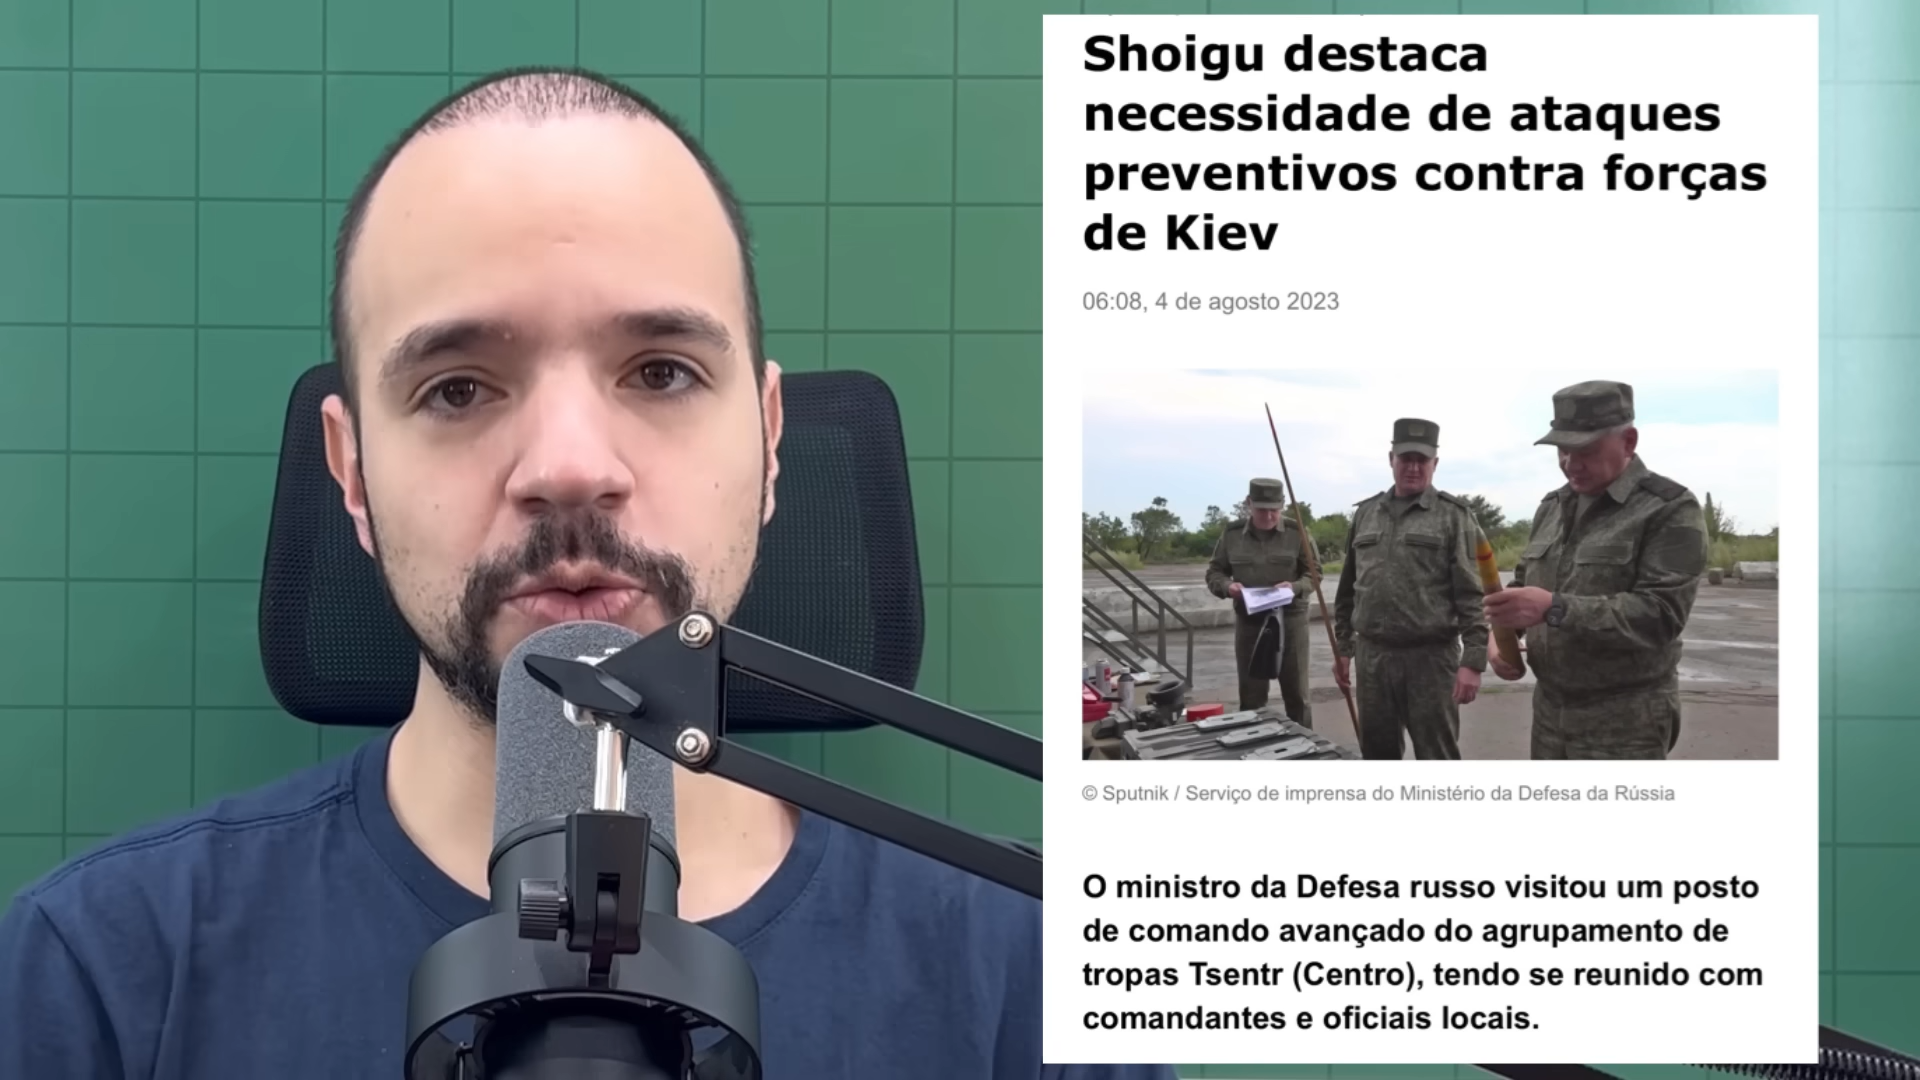 Shoigu destaca
necessidade de ataques
preventivos contra forças
de Kiev
06:08, 4 de agosto 2023
© Sputnik / Serviço de imprensa do Ministério da Defesa da Rússia
O ministro da Defesa russo visitou um posto
de comando avançado do agrupamento de
tropas Tsentr (Centro), tendo se reunido com
comandantes e oficiais locais.